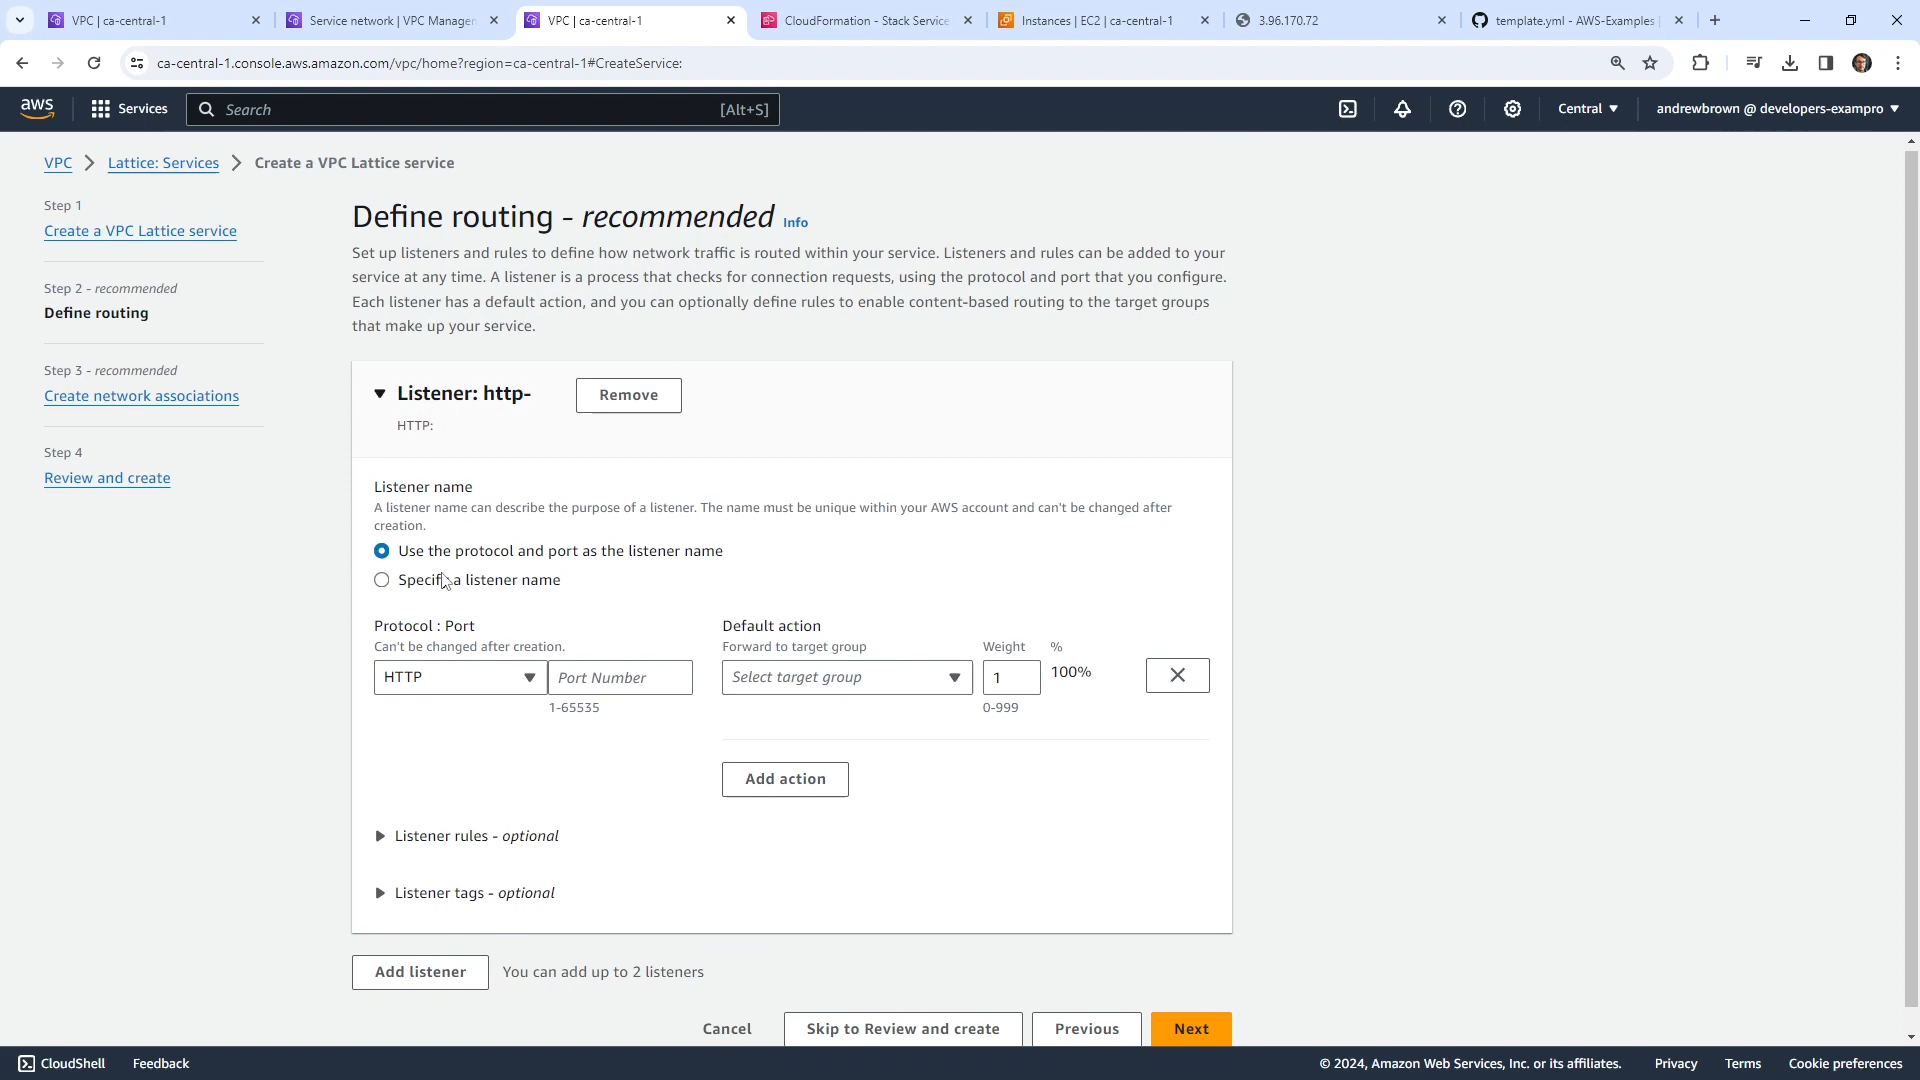 VPC | ca-central-1
Service network | VPC Manager
VPC | ca-central-1
CloudFormation - Stack Service
Instances | EC2 | ca-central-1
3.96.170.72
template.yml - AWS-Examples |
ca-central-1.console.aws.amazon.com/vpc/home?region=ca-central-1#CreateService:
aws
Services
Search
[Alt+S]
Central
andrewbrown @ developers-exampro
VPC
Lattice: Services
Create a VPC Lattice service
Step 1
Create a VPC Lattice service
Step 2 - recommended
Define routing
Step 3 - recommended
Create network associations
Step 4
Review and create
Define routing - recommended Info
Set up listeners and rules to define how network traffic is routed within your service. Listeners and rules can be added to your
service at any time. A listener is a process that checks for connection requests, using the protocol and port that you configure.
Each listener has a default action, and you can optionally define rules to enable content-based routing to the target groups
that make up your service.
Listener: http-
Remove
HTTP:
Listener name
A listener name can describe the purpose of a listener. The name must be unique within your AWS account and can't be changed after
creation.
Use the protocol and port as the listener name
Specify a listener name
Protocol : Port
Can't be changed after creation.
HTTP
Port Number
1-65535
Default action
Forward to target group
Select target group
Weight
1
0-999
%
100%
Add action
Listener rules - optional
Listener tags - optional
Add listener
You can add up to 2 listeners
Cancel
Skip to Review and create
Previous
Next
CloudShell
Feedback
© 2024, Amazon Web Services, Inc. or its affiliates.
Privacy
Terms
Cookie preferences